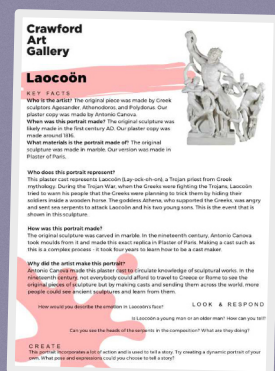 Crawford
Art
Gallery
Laocoön
KEY FACTS
Who is the artist? The original piece was made by Greek
sculptors Agesander, Athenodoros, and Polydorus. Our
plaster copy was made by Antonio Canova.
When was this portrait made? The original sculpture was
likely made in the first century AD. Our plaster copy was
made around 1816.
What materials is the portrait made of? The original
sculpture was made in marble. Our version was made in
Plaster of Paris.
Who does this portrait represent?
This plaster cast represents Laocoön (Lay-ock-oh-on), a Trojan priest from Greek
mythology. During the Trojan War, when the Greeks were fighting the Trojans, Laocoön
tried to warn his people that the Greeks were planning to trick them by hiding their
soldiers inside a wooden horse. The goddess Athena, who supported the Greeks, was angry
and sent sea serpents to attack Laocoön and his two young sons. This is the event that is
shown in this sculpture.
How was this portrait made?
The original sculpture was carved in marble. In the nineteenth century, Antonio Canova
took moulds from it and made this exact replica in Plaster of Paris. Making a cast such as
this is a complex process - it took four years to learn how to be a cast maker.
Why did the artist make this portrait?
Antonio Canova made this plaster cast to circulate knowledge of sculptural works. In the
nineteenth century, not everybody could afford to travel to Greece or Rome to see the
original pieces of sculpture but by making casts and sending them across the world, more
people could see ancient sculptures and learn from them.
LOOK & RESPOND
How would you describe the emotion in Laocoön's face?
Is Laocoön a young man or an older man? How can you tell?
Can you see the heads of the serpents in the composition? What are they doing?
CREATE
This portrait incorporates a lot of action and is used to tell a story. Try creating a dynamic portrait of your
own. What pose and expressions could you choose to tell a story?